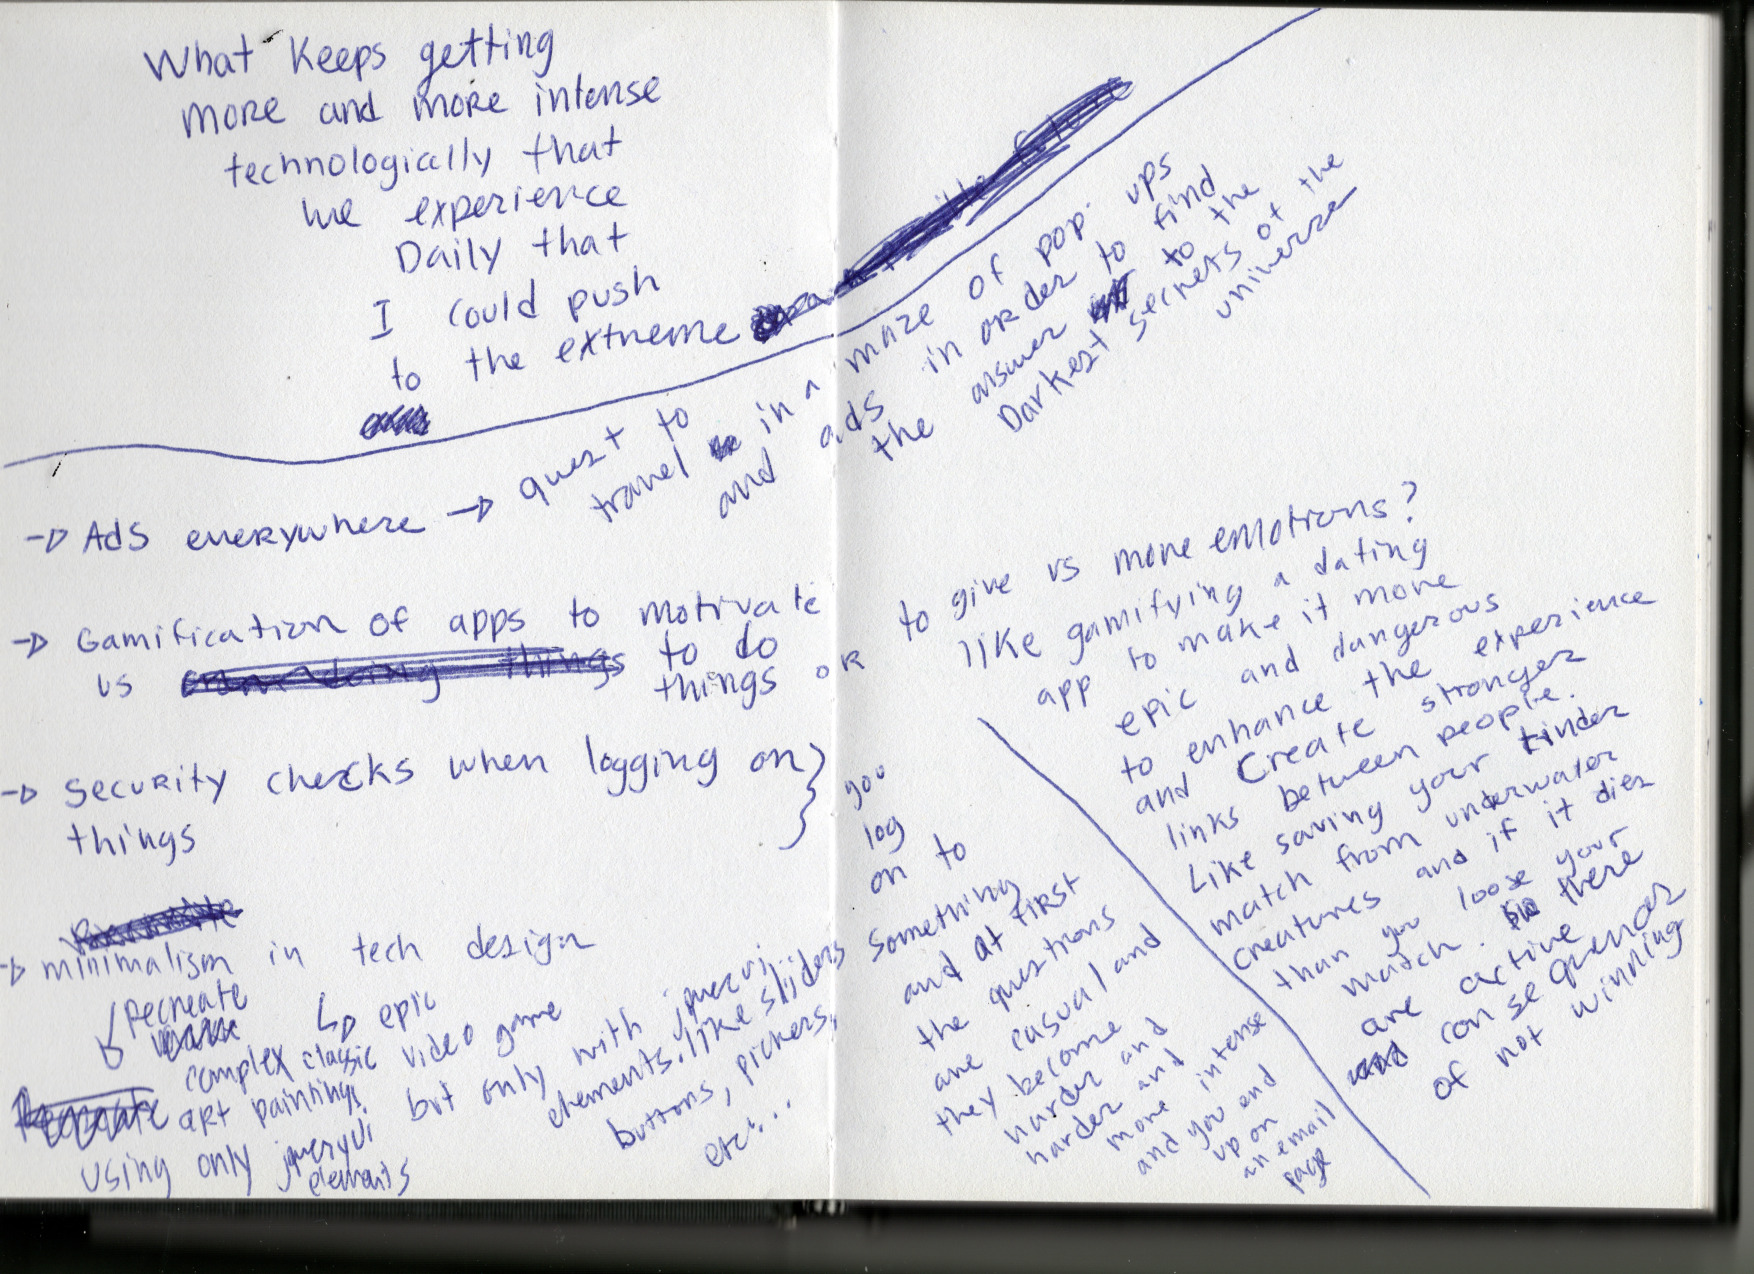 What Keeps getting
more and more intense
technologically that
we experience
Daily that
I could push
to the extreme
→ Ads everywhere → quest to
travel in a maze of pop ups
and ads in order to find
the answer to to the
Darkest secrets of the
universe
→ Gamification of apps to motivate
us to do
things or
to give us more emotions?
like gamifying a dating
app to make it more
epic and dangerous
to enhance the experience
and Create stronger
links between people.
Like saving your tinder
match from underwater
creatures and if it dies
than you loose your
match. there
are active
consequences
of not winning
→ Security checks when logging on }
things
you
log
on to
something
and at first
the questions
are casual and
they become
harder and
harder and
more intense
and you end
up on
an email
page
→ minimalism in tech design
Recreate
complex classic
art paintings
using only jqueryui
elements
↳ epic
video game
but only with jquery ui
elements. like sliders
buttons, pickers,
etc...